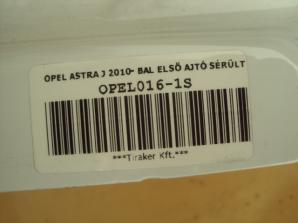 OPEL ASTRA J 2010- BAL ELSŐ AJTÓ SÉRÜLT
OPEL016-1S
***Tiraker Kft.***